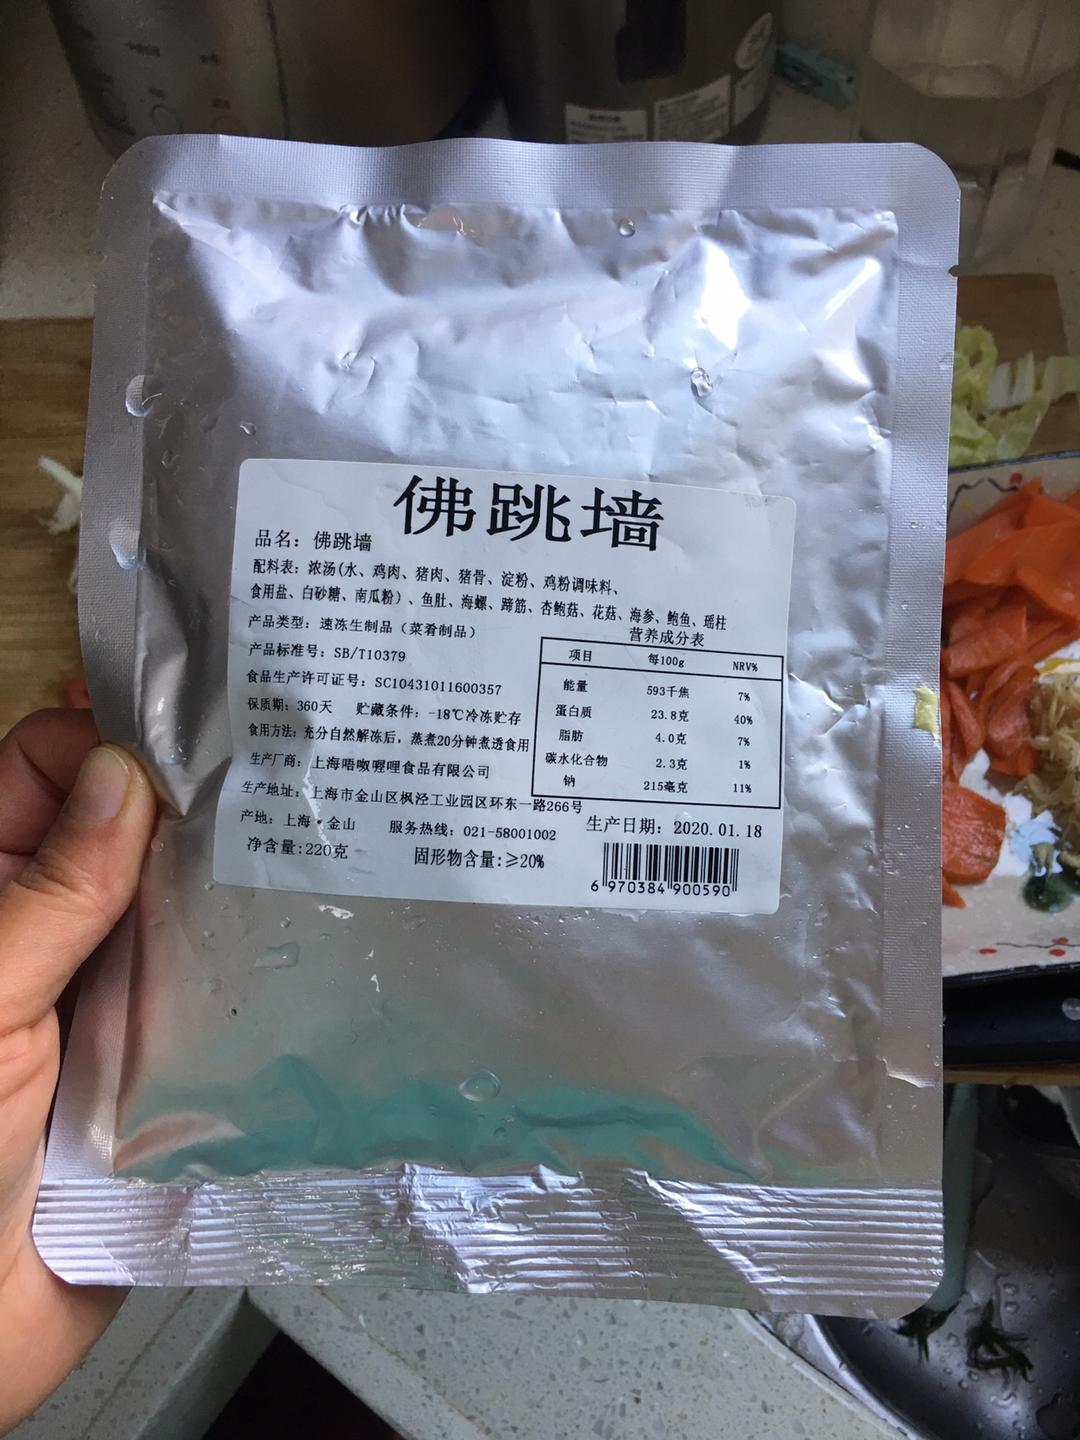 佛跳墙
品名：佛跳墙
配料表：浓汤(水、鸡肉、猪肉、猪骨、淀粉、鸡粉调味料、
食用盐、白砂糖、南瓜粉）、鱼肚、海螺、蹄筋、杏鲍菇、花菇、海参、鲍鱼、瑶柱
产品类型：速冻生制品（菜肴制品）
产品标准号：SB/T10379
食品生产许可证号：SC10431011600357
保质期：360天 贮藏条件：-18℃冷冻贮存
食用方法：充分自然解冻后，蒸煮20分钟煮透食用
生产厂商：上海唔呶喔哩食品有限公司
生产地址：上海市金山区枫泾工业园区环东一路266号
产地：上海·金山 服务热线：021-58001002
净含量:220克 固形物含量:≥20%
营养成分表
项目 每100g NRV%
能量 593千焦 7%
蛋白质 23.8克 40%
脂肪 4.0克 7%
碳水化合物 2.3克 1%
钠 215毫克 11%
生产日期：2020.01.18
6 970384 900590